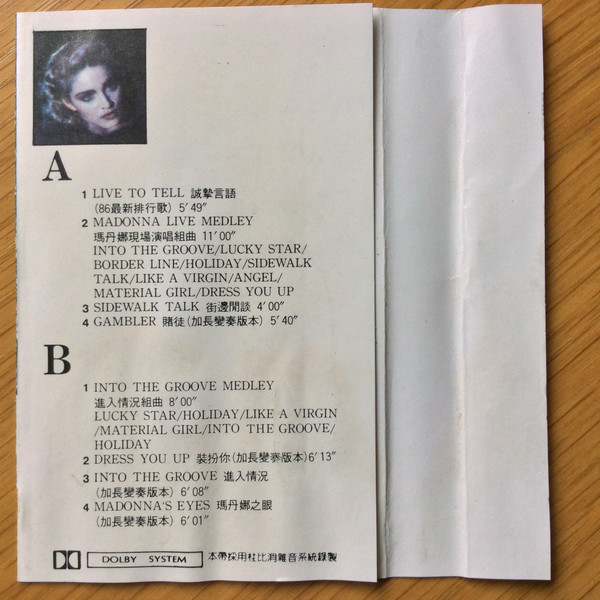 A
1 LIVE TO TELL 誠摯言語
(86最新排行歌) 5'49"
2 MADONNA LIVE MEDLEY
瑪丹娜現場演唱組曲 11'00"
INTO THE GROOVE/LUCKY STAR/
BORDER LINE/HOLIDAY/SIDEWALK
TALK/LIKE A VIRGIN/ANGEL/
MATERIAL GIRL/DRESS YOU UP
3 SIDEWALK TALK 街邊閒談 4'00"
4 GAMBLER 賭徒(加長變奏版本) 5'40"
B
1 INTO THE GROOVE MEDLEY
進入情況組曲 8'00"
LUCKY STAR/HOLIDAY/LIKE A VIRGIN
/MATERIAL GIRL/INTO THE GROOVE/
HOLIDAY
2 DRESS YOU UP 裝扮你(加長變奏版本)6'13"
3 INTO THE GROOVE 進入情況
(加長變奏版本) 6'08"
4 MADONNA'S EYES 瑪丹娜之眼
(加長變奏版本) 6'01"
DOLBY SYSTEM 本帶採用杜比消雜音系統錄製